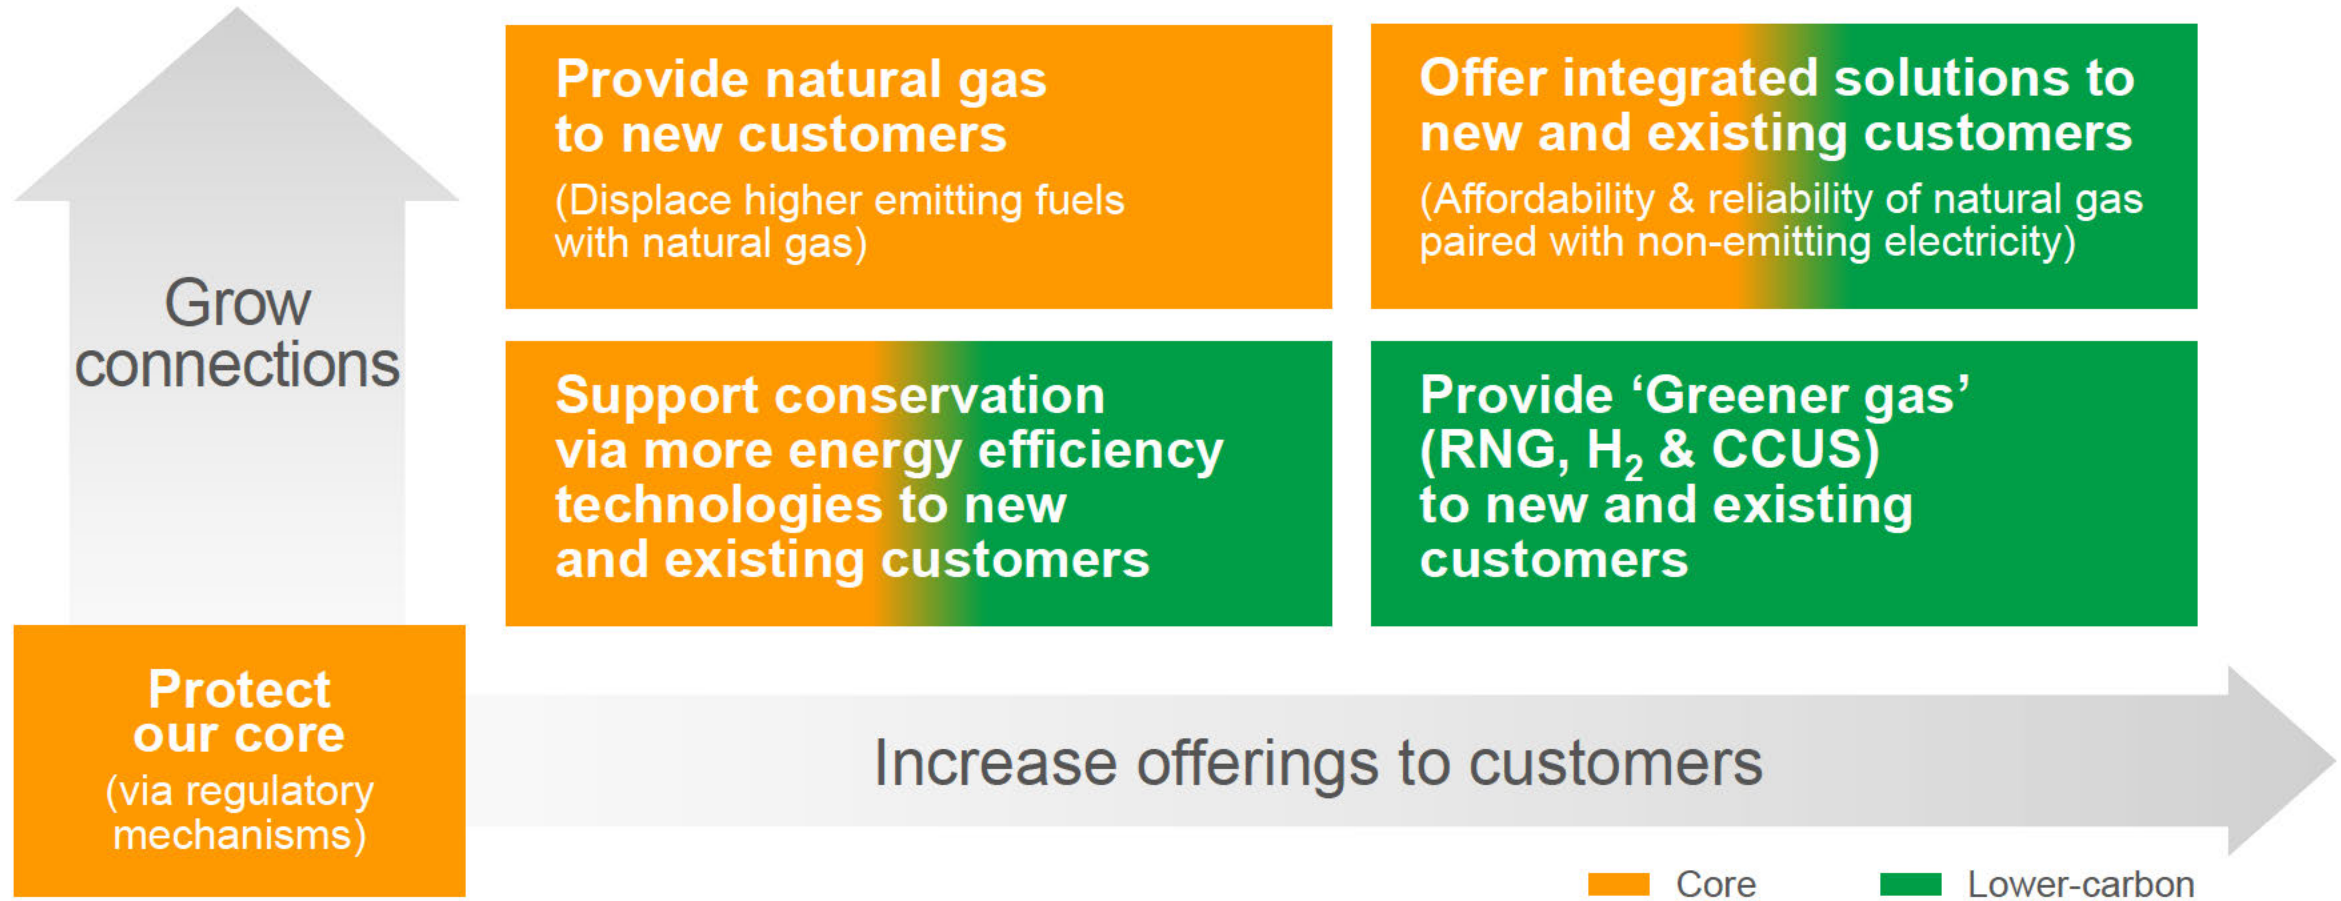 Grow
connections
Provide natural gas
to new customers
(Displace higher emitting fuels
with natural gas)
Offer integrated solutions to
new and existing customers
(Affordability & reliability of natural gas
paired with non-emitting electricity)
Support conservation
via more energy efficiency
technologies to new
and existing customers
Provide ‘Greener gas’
(RNG, H₂ & CCUS)
to new and existing
customers
Protect
our core
(via regulatory
mechanisms)
Increase offerings to customers
Core
Lower-carbon